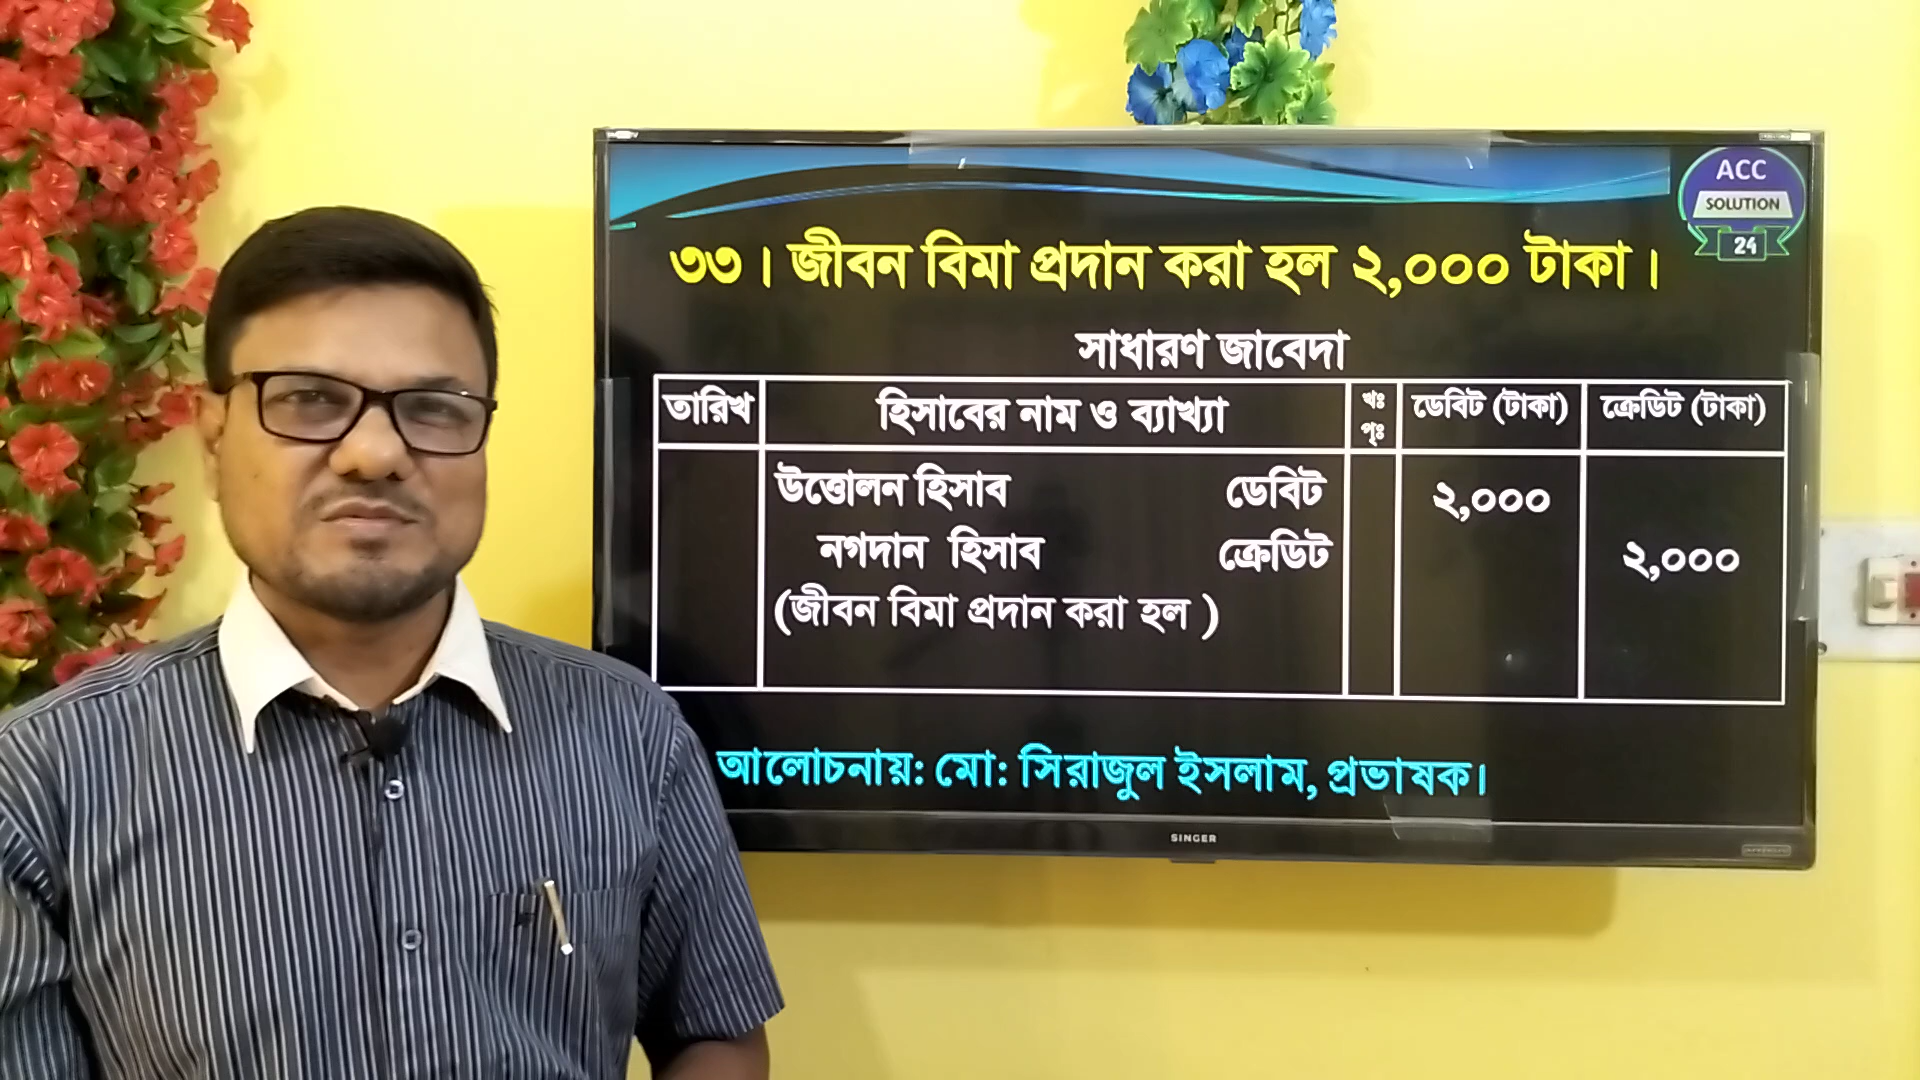 ACC
SOLUTION
24
৩৩। জীবন বিমা প্রদান করা হল ২,০০০ টাকা।
সাধারণ জাবেদা
তারিখ হিসাবের নাম ও ব্যাখ্যা খঃ পৃঃ ডেবিট (টাকা) ক্রেডিট (টাকা)
উত্তোলন হিসাব ডেবিট ২,০০০
নগদান হিসাব ক্রেডিট ২,০০০
(জীবন বিমা প্রদান করা হল )
আলোচনায়: মো: সিরাজুল ইসলাম, প্রভাষক।
SINGER